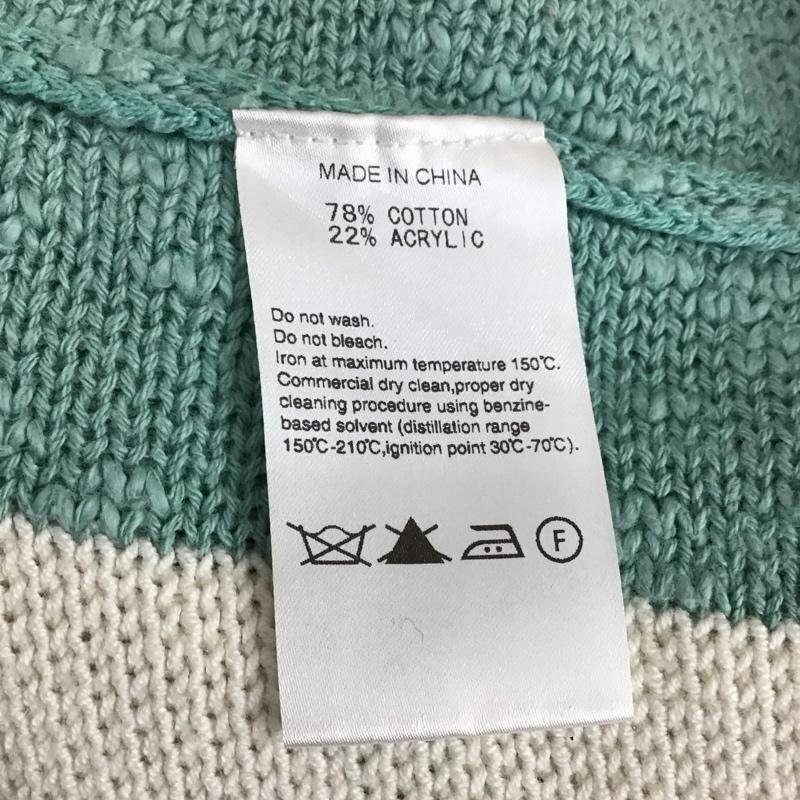 MADE IN CHINA
78% COTTON
22% ACRYLIC
Do not wash.
Do not bleach.
Iron at maximum temperature 150℃.
Commercial dry clean,proper dry
cleaning procedure using benzine-
based solvent (distillation range
150℃-210℃,ignition point 30℃-70℃).
F